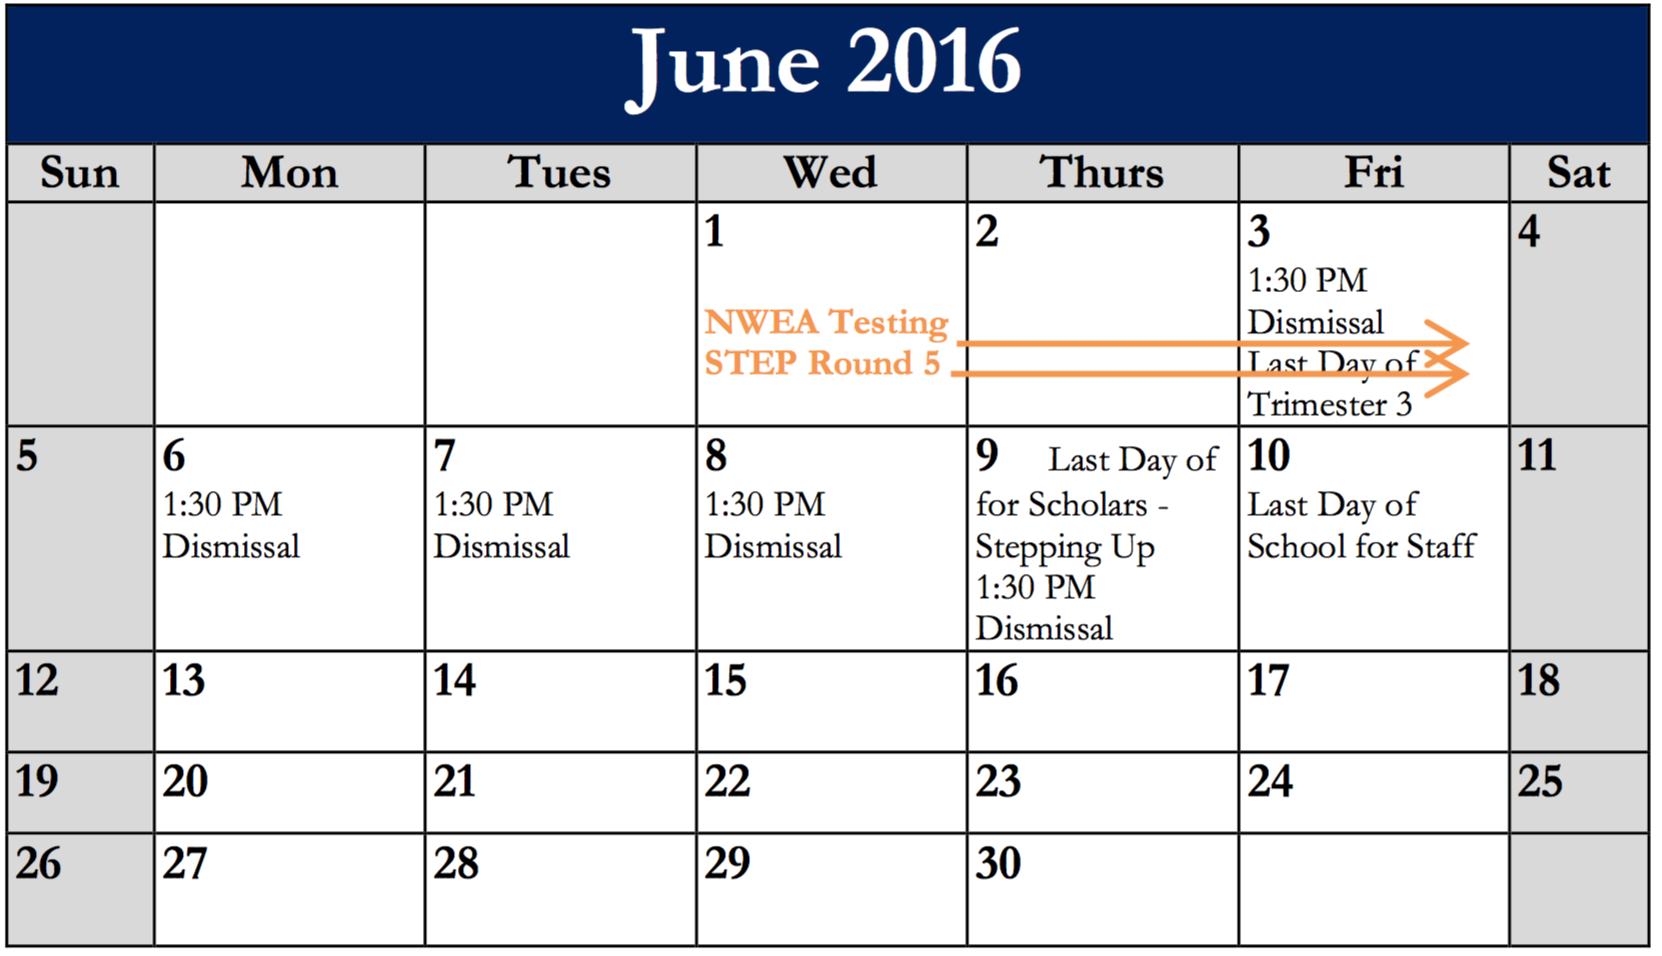 June 2016
Sun Mon Tues Wed Thurs Fri Sat
1 2 3 4
1:30 PM
Dismissal
NWEA Testing
STEP Round 5
Last Day of
Trimester 3
5 6 7 8 9 Last Day of 10 11
1:30 PM 1:30 PM 1:30 PM for Scholars - Last Day of
Dismissal Dismissal Dismissal Stepping Up School for Staff
1:30 PM
Dismissal
12 13 14 15 16 17 18
19 20 21 22 23 24 25
26 27 28 29 30